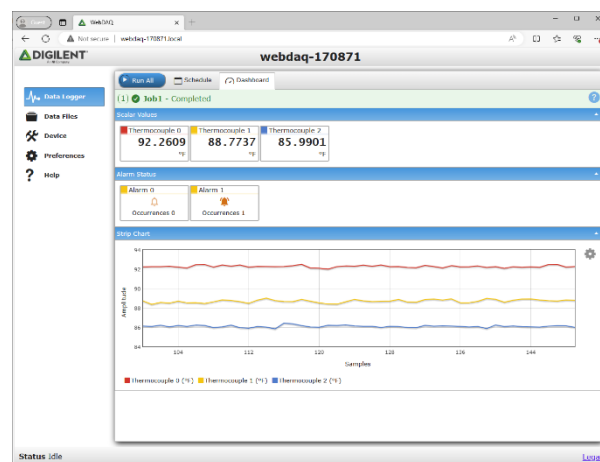 Guest
WebDAQ
Not secure | webdaq-170871.local
DIGILENT
webdaq-170871
Run All
Schedule
Dashboard
Data Logger
Data Files
Device
Preferences
Help
(1) Job1 - Completed
Scalar Values
Thermocouple 0
92.2609
°F
Thermocouple 1
88.7737
°F
Thermocouple 2
85.9901
°F
Alarm Status
Alarm 0
Occurrences 0
Alarm 1
Occurrences 1
Strip Chart
Amplitude
94
92
90
88
86
84
104 112 120 128 136 144
Samples
Thermocouple 0 (°F) Thermocouple 1 (°F) Thermocouple 2 (°F)
Status Idle
Legal